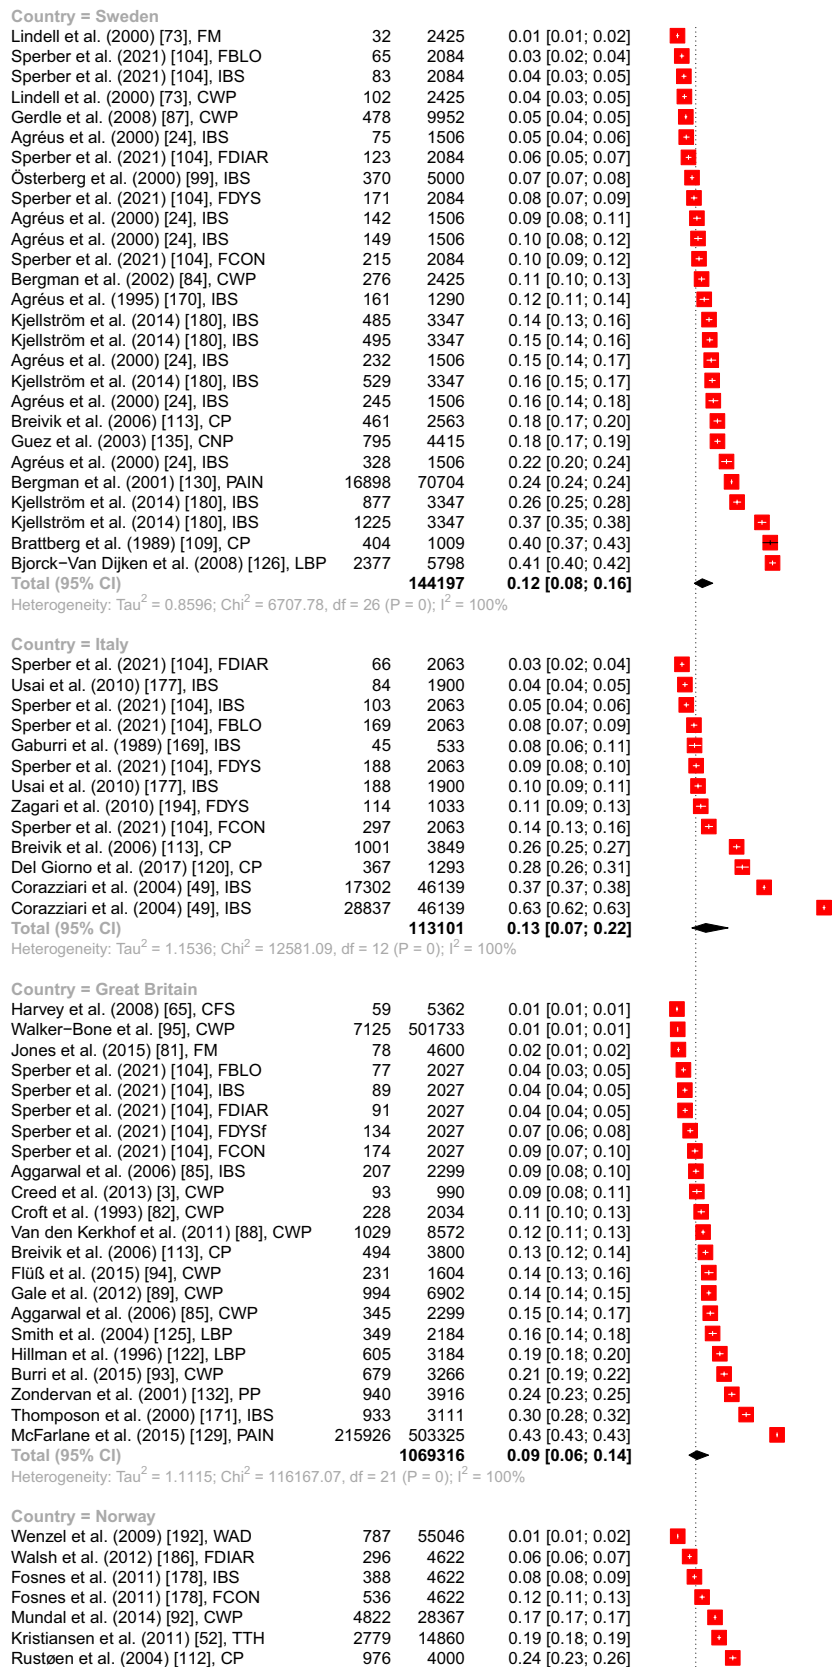 Country = Sweden
Lindell et al. (2000) [73], FM 32 2425 0.01 [0.01; 0.02]
Sperber et al. (2021) [104], FBLO 65 2084 0.03 [0.02; 0.04]
Sperber et al. (2021) [104], IBS 83 2084 0.04 [0.03; 0.05]
Lindell et al. (2000) [73], CWP 102 2425 0.04 [0.03; 0.05]
Gerdle et al. (2008) [87], CWP 478 9952 0.05 [0.04; 0.05]
Agréus et al. (2000) [24], IBS 75 1506 0.05 [0.04; 0.06]
Sperber et al. (2021) [104], FDIAR 123 2084 0.06 [0.05; 0.07]
Österberg et al. (2000) [99], IBS 370 5000 0.07 [0.07; 0.08]
Sperber et al. (2021) [104], FDYS 171 2084 0.08 [0.07; 0.09]
Agréus et al. (2000) [24], IBS 142 1506 0.09 [0.08; 0.11]
Agréus et al. (2000) [24], IBS 149 1506 0.10 [0.08; 0.12]
Sperber et al. (2021) [104], FCON 215 2084 0.10 [0.09; 0.12]
Bergman et al. (2002) [84], CWP 276 2425 0.11 [0.10; 0.13]
Agréus et al. (1995) [170], IBS 161 1290 0.12 [0.11; 0.14]
Kjellström et al. (2014) [180], IBS 485 3347 0.14 [0.13; 0.16]
Kjellström et al. (2014) [180], IBS 495 3347 0.15 [0.14; 0.16]
Agréus et al. (2000) [24], IBS 232 1506 0.15 [0.14; 0.17]
Kjellström et al. (2014) [180], IBS 529 3347 0.16 [0.15; 0.17]
Agréus et al. (2000) [24], IBS 245 1506 0.16 [0.14; 0.18]
Breivik et al. (2006) [113], CP 461 2563 0.18 [0.17; 0.20]
Guez et al. (2003) [135], CNP 795 4415 0.18 [0.17; 0.19]
Agréus et al. (2000) [24], IBS 328 1506 0.22 [0.20; 0.24]
Bergman et al. (2001) [130], PAIN 16898 70704 0.24 [0.24; 0.24]
Kjellström et al. (2014) [180], IBS 877 3347 0.26 [0.25; 0.28]
Kjellström et al. (2014) [180], IBS 1225 3347 0.37 [0.35; 0.38]
Brattberg et al. (1989) [109], CP 404 1009 0.40 [0.37; 0.43]
Bjorck−Van Dijken et al. (2008) [126], LBP 2377 5798 0.41 [0.40; 0.42]
Total (95% CI) 144197 0.12 [0.08; 0.16]
Heterogeneity: Tau² = 0.8596; Chi² = 6707.78, df = 26 (P = 0); I² = 100%
Country = Italy
Sperber et al. (2021) [104], FDIAR 66 2063 0.03 [0.02; 0.04]
Usai et al. (2010) [177], IBS 84 1900 0.04 [0.04; 0.05]
Sperber et al. (2021) [104], IBS 103 2063 0.05 [0.04; 0.06]
Sperber et al. (2021) [104], FBLO 169 2063 0.08 [0.07; 0.09]
Gaburri et al. (1989) [169], IBS 45 533 0.08 [0.06; 0.11]
Sperber et al. (2021) [104], FDYS 188 2063 0.09 [0.08; 0.10]
Usai et al. (2010) [177], IBS 188 1900 0.10 [0.09; 0.11]
Zagari et al. (2010) [194], FDYS 114 1033 0.11 [0.09; 0.13]
Sperber et al. (2021) [104], FCON 297 2063 0.14 [0.13; 0.16]
Breivik et al. (2006) [113], CP 1001 3849 0.26 [0.25; 0.27]
Del Giorno et al. (2017) [120], CP 367 1293 0.28 [0.26; 0.31]
Corazziari et al. (2004) [49], IBS 17302 46139 0.37 [0.37; 0.38]
Corazziari et al. (2004) [49], IBS 28837 46139 0.63 [0.62; 0.63]
Total (95% CI) 113101 0.13 [0.07; 0.22]
Heterogeneity: Tau² = 1.1536; Chi² = 12581.09, df = 12 (P = 0); I² = 100%
Country = Great Britain
Harvey et al. (2008) [65], CFS 59 5362 0.01 [0.01; 0.01]
Walker−Bone et al. [95], CWP 7125 501733 0.01 [0.01; 0.01]
Jones et al. (2015) [81], FM 78 4600 0.02 [0.01; 0.02]
Sperber et al. (2021) [104], FBLO 77 2027 0.04 [0.03; 0.05]
Sperber et al. (2021) [104], IBS 89 2027 0.04 [0.04; 0.05]
Sperber et al. (2021) [104], FDIAR 91 2027 0.04 [0.04; 0.05]
Sperber et al. (2021) [104], FDYSf 134 2027 0.07 [0.06; 0.08]
Sperber et al. (2021) [104], FCON 174 2027 0.09 [0.07; 0.10]
Aggarwal et al. (2006) [85], IBS 207 2299 0.09 [0.08; 0.10]
Creed et al. (2013) [3], CWP 93 990 0.09 [0.08; 0.11]
Croft et al. (1993) [82], CWP 228 2034 0.11 [0.10; 0.13]
Van den Kerkhof et al. (2011) [88], CWP 1029 8572 0.12 [0.11; 0.13]
Breivik et al. (2006) [113], CP 494 3800 0.13 [0.12; 0.14]
Flüß et al. (2015) [94], CWP 231 1604 0.14 [0.13; 0.16]
Gale et al. (2012) [89], CWP 994 6902 0.14 [0.14; 0.15]
Aggarwal et al. (2006) [85], CWP 345 2299 0.15 [0.14; 0.17]
Smith et al. (2004) [125], LBP 349 2184 0.16 [0.14; 0.18]
Hillman et al. (1996) [122], LBP 605 3184 0.19 [0.18; 0.20]
Burri et al. (2015) [93], CWP 679 3266 0.21 [0.19; 0.22]
Zondervan et al. (2001) [132], PP 940 3916 0.24 [0.23; 0.25]
Thomposon et al. (2000) [171], IBS 933 3111 0.30 [0.28; 0.32]
McFarlane et al. (2015) [129], PAIN 215926 503325 0.43 [0.43; 0.43]
Total (95% CI) 1069316 0.09 [0.06; 0.14]
Heterogeneity: Tau² = 1.1115; Chi² = 116167.07, df = 21 (P = 0); I² = 100%
Country = Norway
Wenzel et al. (2009) [192], WAD 787 55046 0.01 [0.01; 0.02]
Walsh et al. (2012) [186], FDIAR 296 4622 0.06 [0.06; 0.07]
Fosnes et al. (2011) [178], IBS 388 4622 0.08 [0.08; 0.09]
Fosnes et al. (2011) [178], FCON 536 4622 0.12 [0.11; 0.13]
Mundal et al. (2014) [92], CWP 4822 28367 0.17 [0.17; 0.17]
Kristiansen et al. (2011) [52], TTH 2779 14860 0.19 [0.18; 0.19]
Rustøen et al. (2004) [112], CP 976 4000 0.24 [0.23; 0.26]